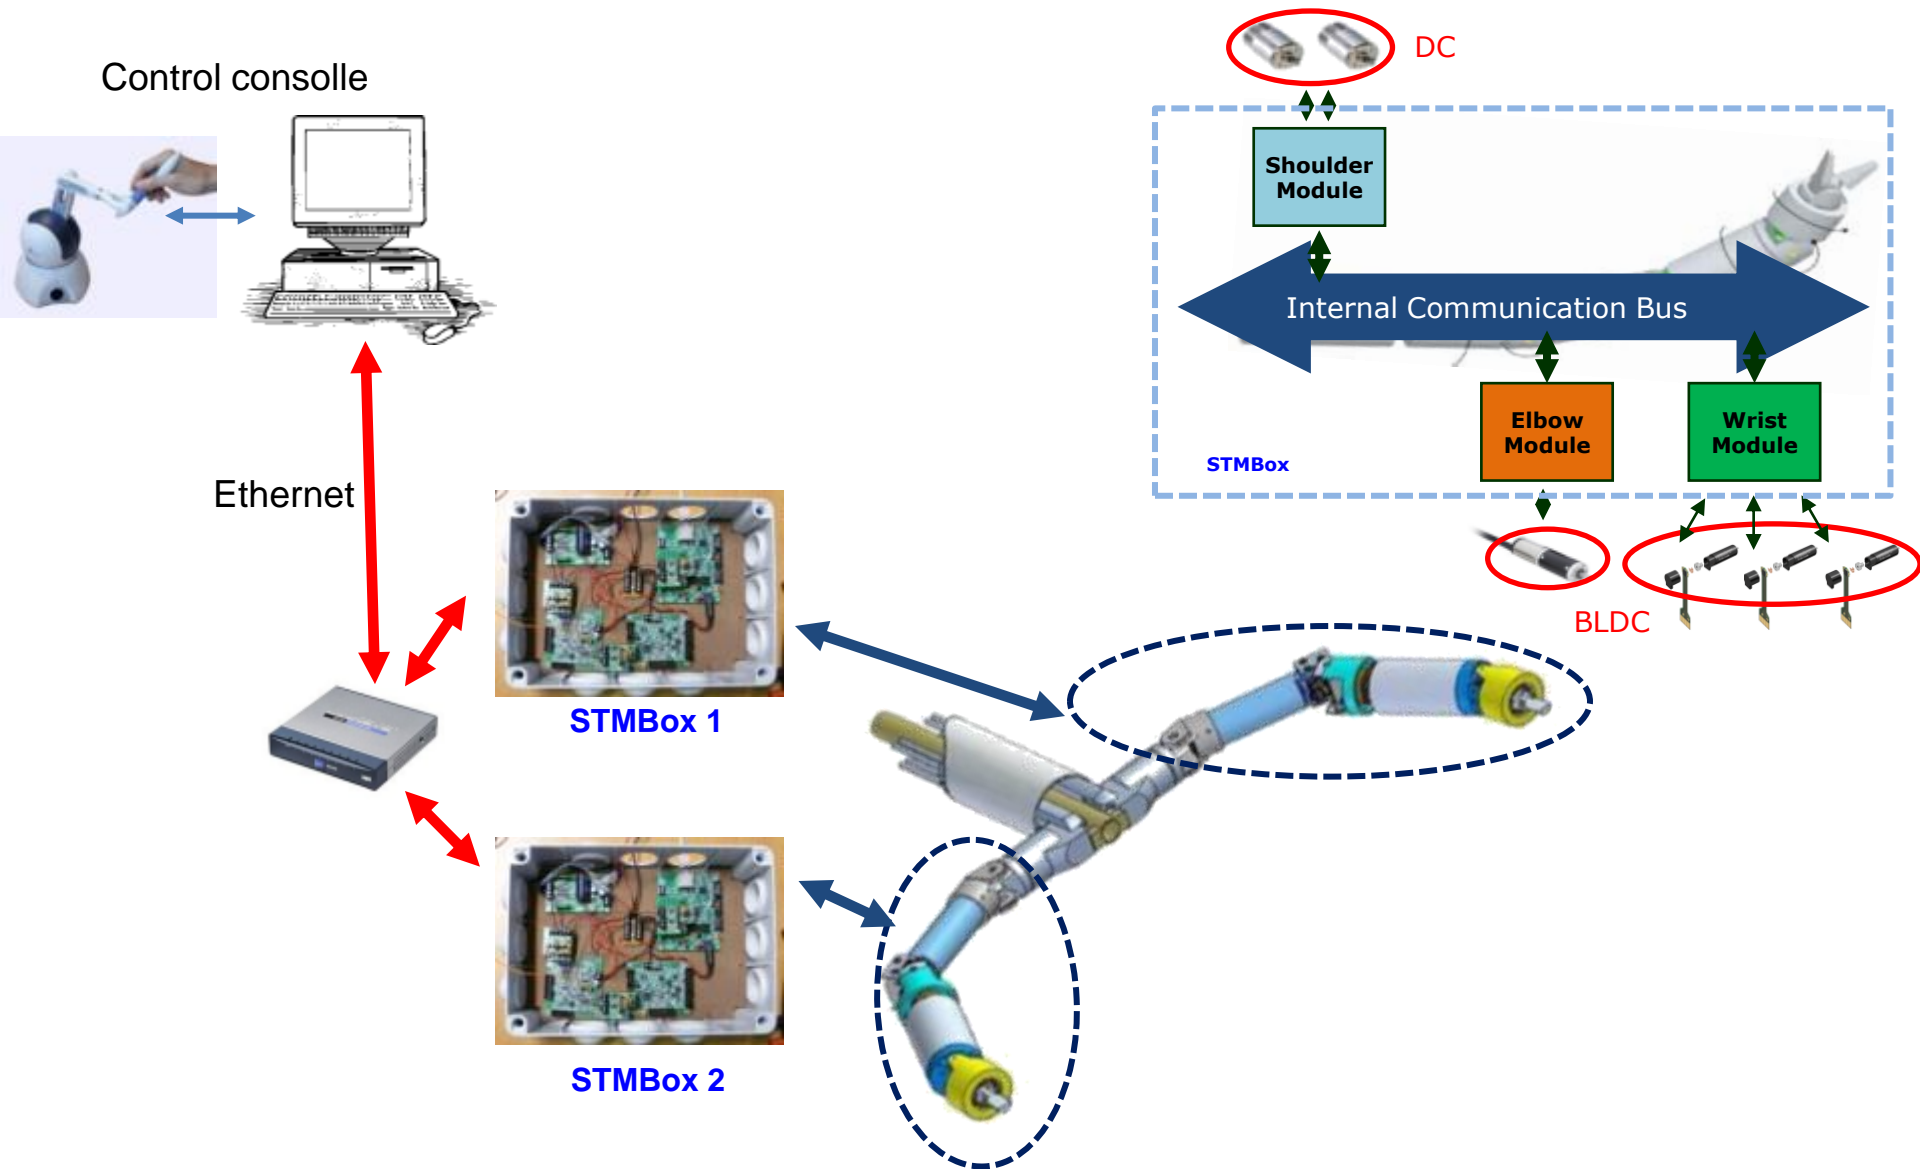 Control consolle
DC
Shoulder
Module
Internal Communication Bus
Elbow
Module
Wrist
Module
STMBox
Ethernet
BLDC
STMBox 1
STMBox 2